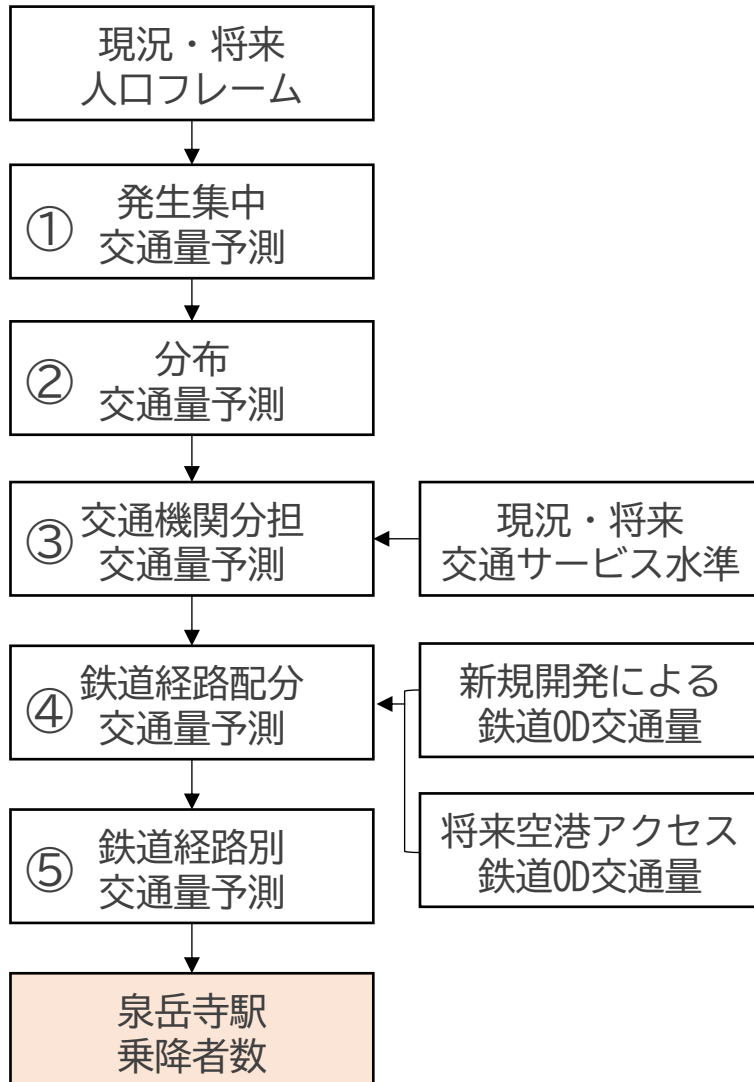 現況・将来
人口フレーム
①
発生集中
交通量予測
②
分布
交通量予測
③
交通機関分担
交通量予測
現況・将来
交通サービス水準
④
鉄道経路配分
交通量予測
新規開発による
鉄道OD交通量
将来空港アクセス
鉄道OD交通量
⑤
鉄道経路別
交通量予測
泉岳寺駅
乗降者数